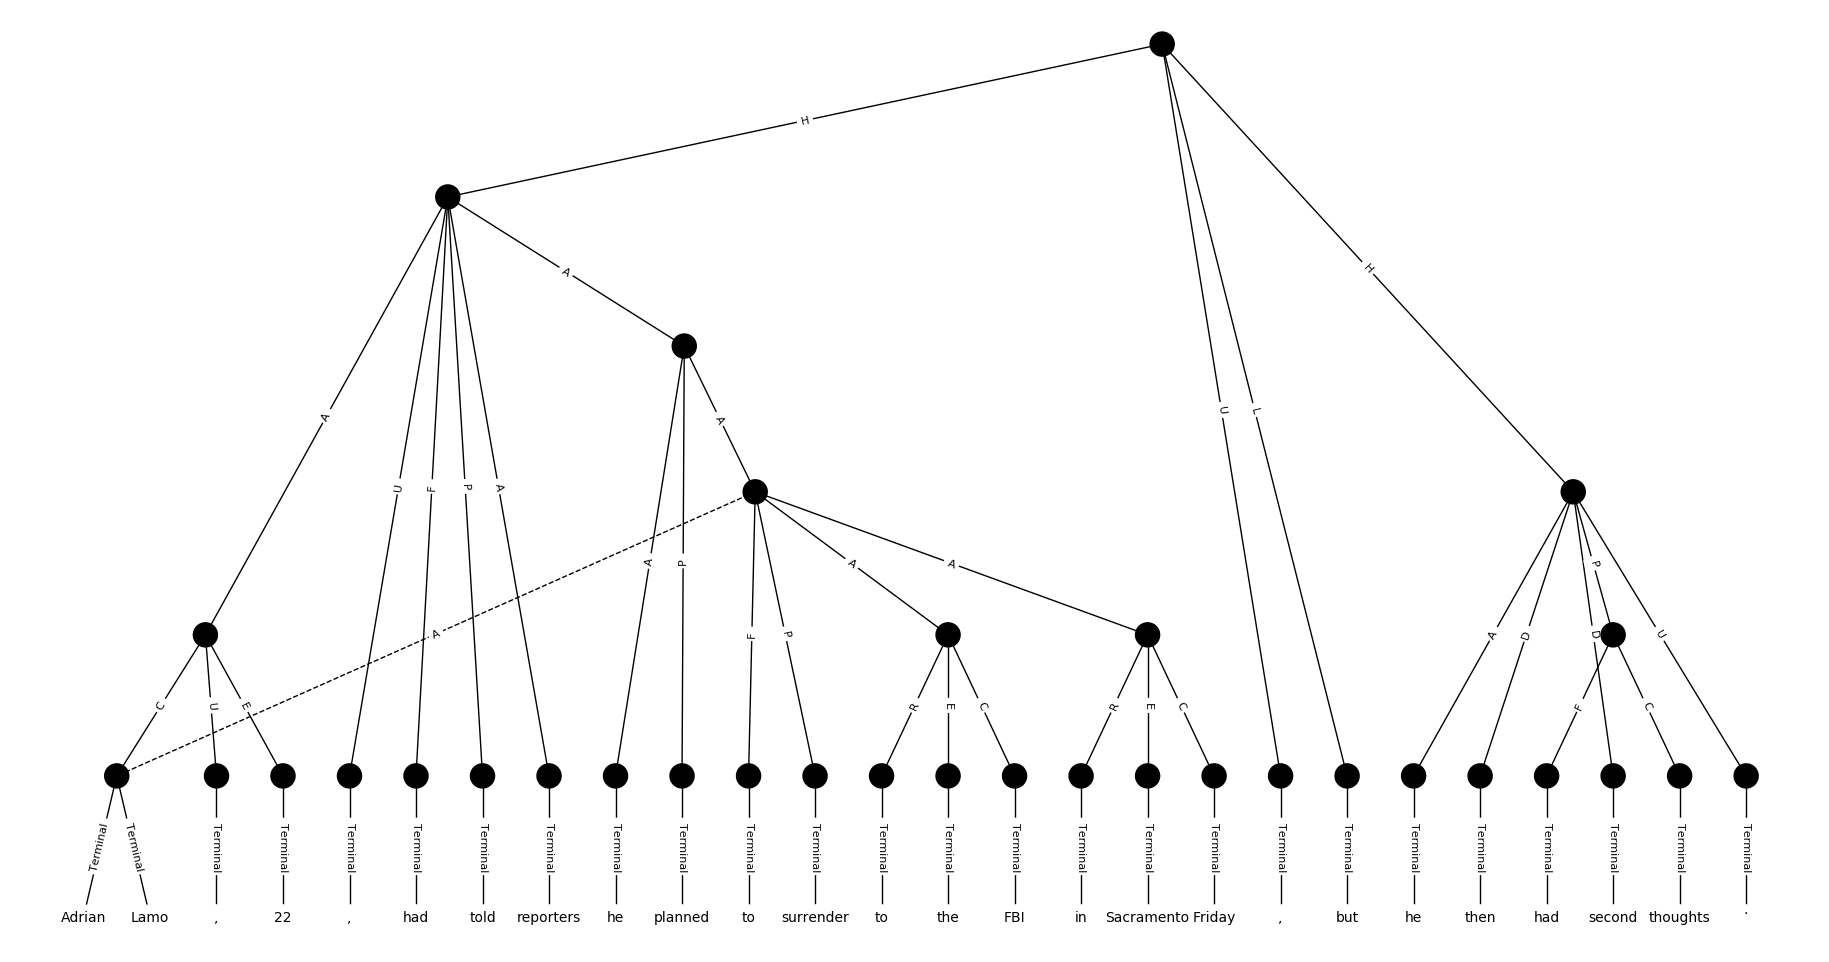 H
A
H
A
U
L
A
U
F
P
A
A
P
A
A
A
F
P
A
D
P
D
U
C
U
E
R
E
C
R
E
C
F
C
Terminal Terminal Terminal Terminal Terminal Terminal Terminal Terminal Terminal Terminal Terminal Terminal Terminal Terminal Terminal Terminal Terminal Terminal Terminal Terminal Terminal Terminal Terminal Terminal Terminal Terminal
Adrian Lamo , 22 , had told reporters he planned to surrender to the FBI in Sacramento Friday , but he then had second thoughts .